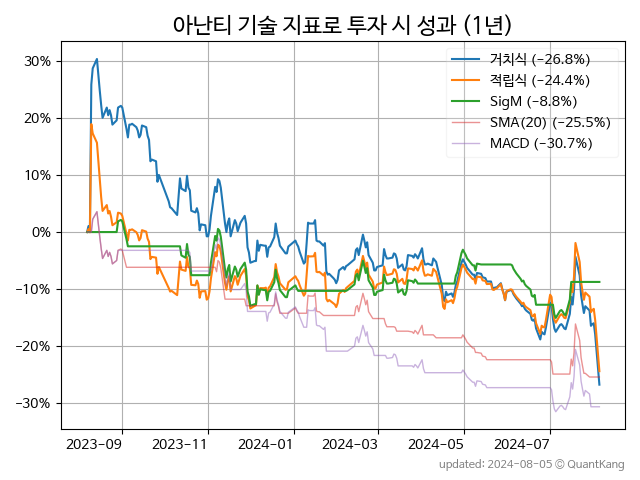 아난티 기술 지표로 투자 시 성과 (1년)
거치식 (−26.8%)
적립식 (−24.4%)
SigM (−8.8%)
SMA(20) (−25.5%)
MACD (−30.7%)
30%
20%
10%
0%
−10%
−20%
−30%
2023-09 2023-11 2024-01 2024-03 2024-05 2024-07
updated: 2024-08-05 © QuantKang